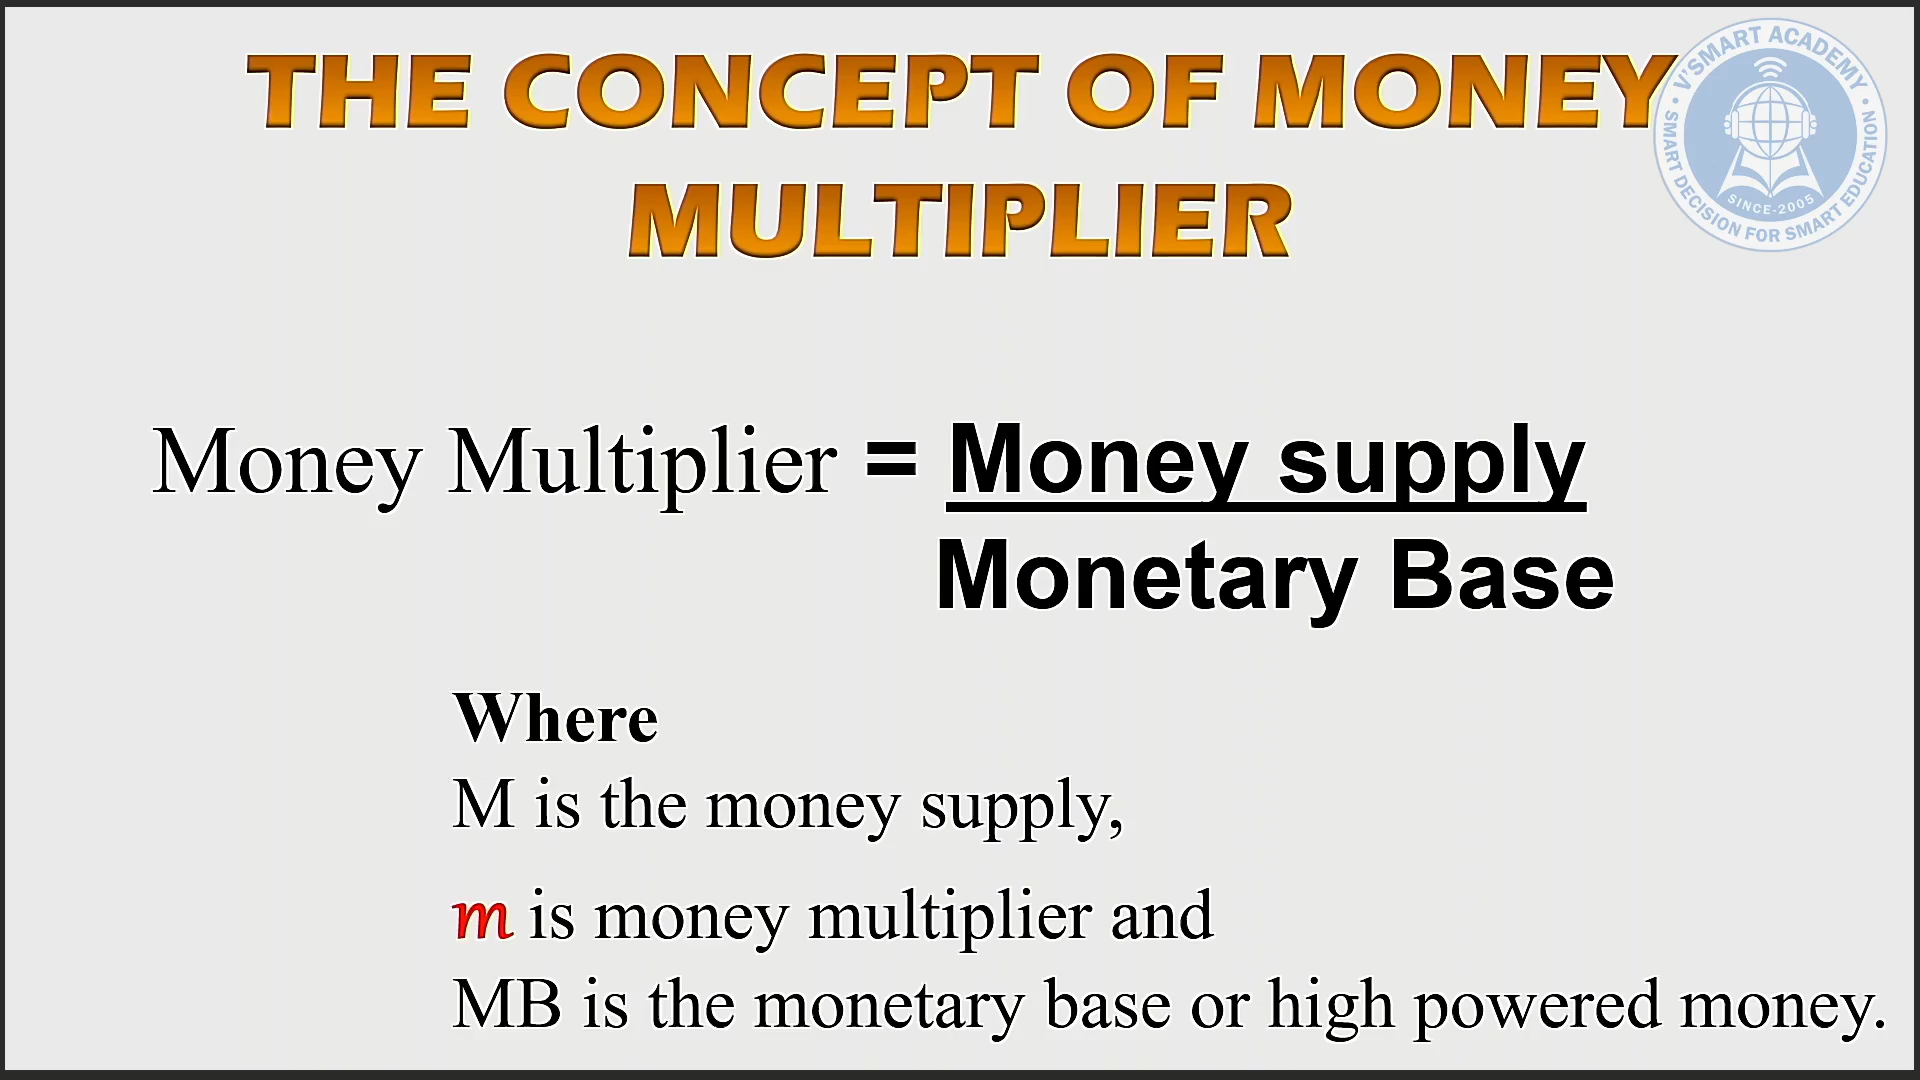 THE CONCEPT OF MONEY
MULTIPLIER
V'SMART ACADEMY
SMART DECISION FOR SMART EDUCATION
SINCE-2005
Money Multiplier = Money supply
Monetary Base
Where
M is the money supply,
m is money multiplier and
MB is the monetary base or high powered money.